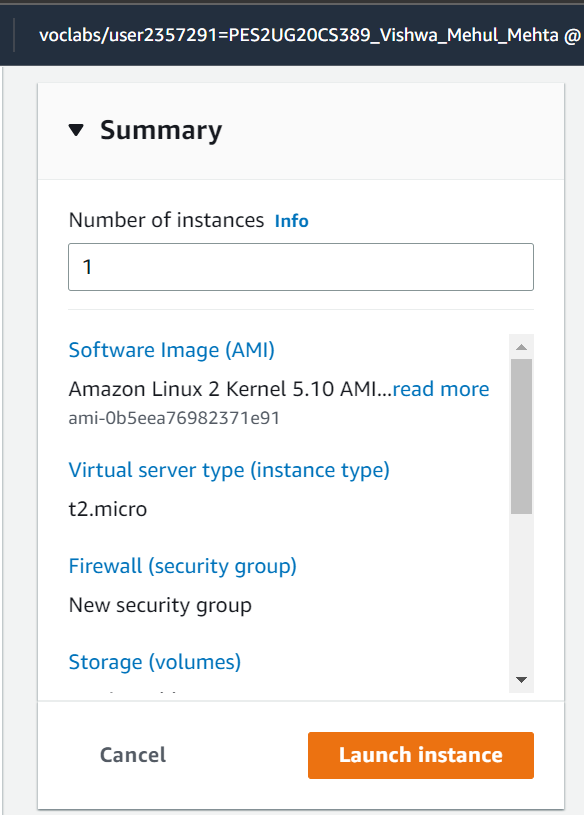 voclabs/user2357291=PES2UG20CS389_Vishwa_Mehul_Mehta @
Summary
Number of instances Info
1
Software Image (AMI)
Amazon Linux 2 Kernel 5.10 AMI...read more
ami-0b5eea76982371e91
Virtual server type (instance type)
t2.micro
Firewall (security group)
New security group
Storage (volumes)
Cancel
Launch instance